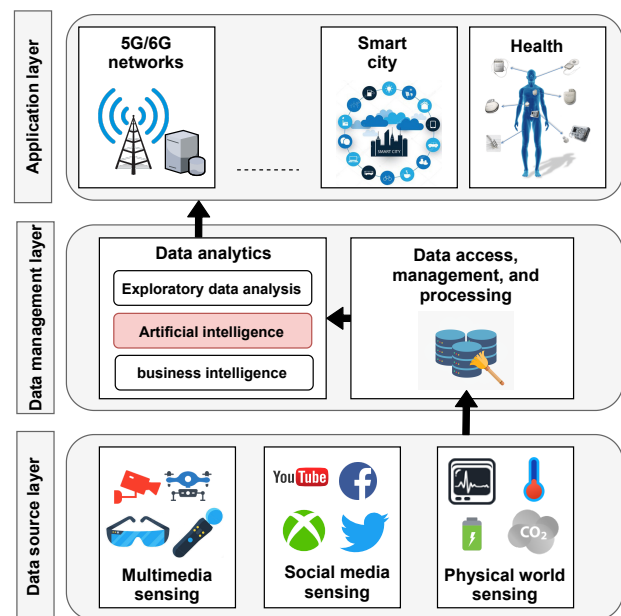 Application layer
5G/6G
networks
Smart
city
SMART CITY
Health
Data management layer
Data analytics
Exploratory data analysis
Artificial intelligence
business intelligence
Data access,
management, and
processing
Data source layer
Multimedia
sensing
YouTube
Social media
sensing
CO₂
Physical world
sensing